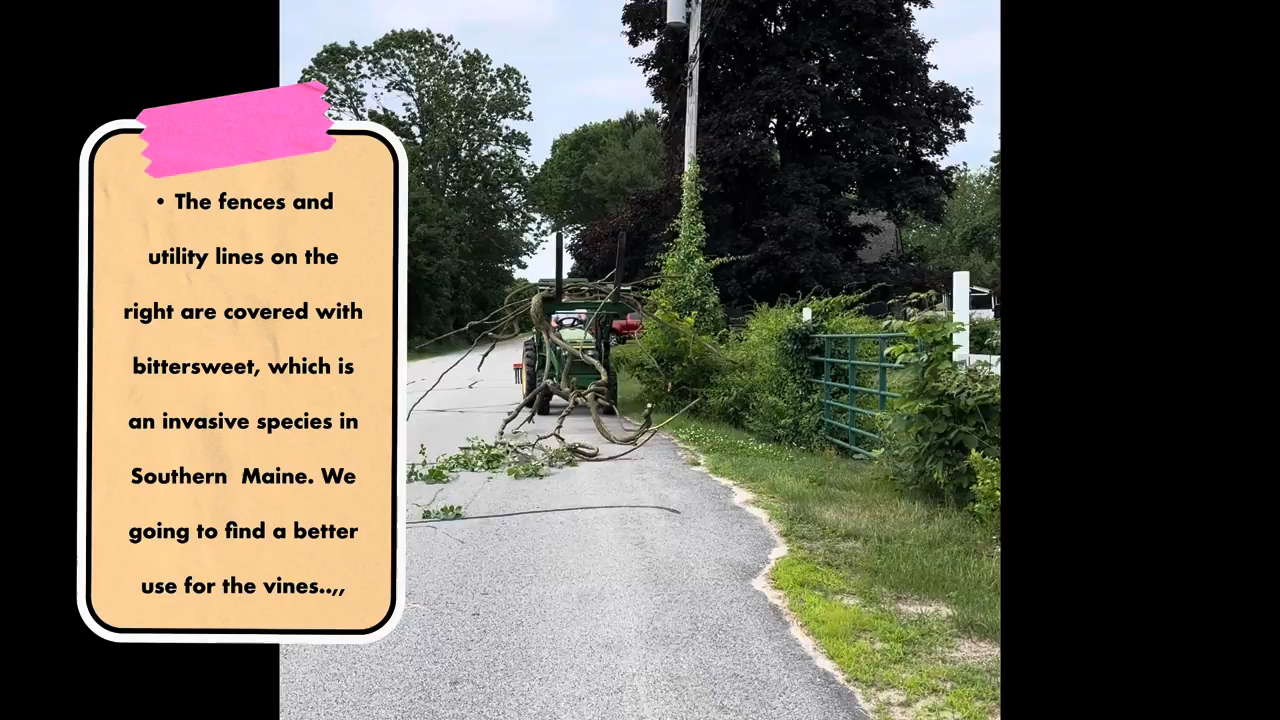 • The fences and
utility lines on the
right are covered with
bittersweet, which is
an invasive species in
Southern  Maine. We
going to find a better
use for the vines..,,